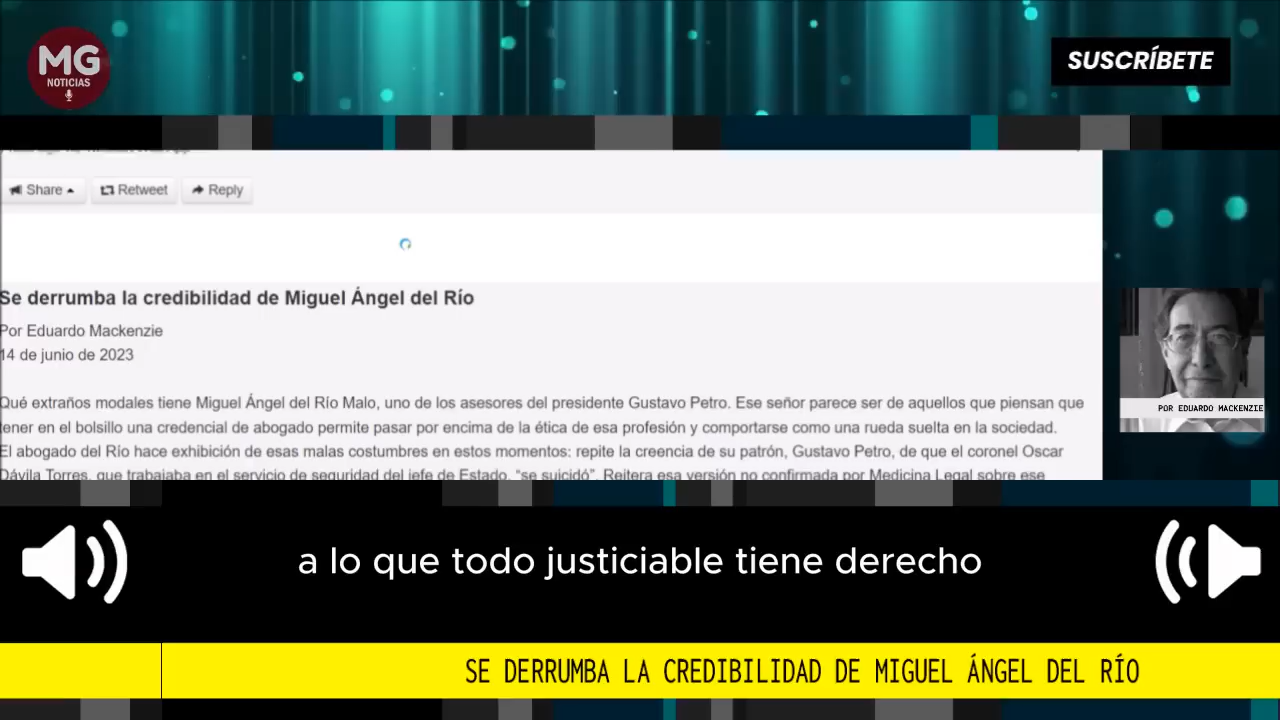 MG
NOTICIAS
SUSCRÍBETE
Share
Retweet
Reply
Se derrumba la credibilidad de Miguel Ángel del Río
Por Eduardo Mackenzie
14 de junio de 2023
Qué extraños modales tiene Miguel Ángel del Río Malo, uno de los asesores del presidente Gustavo Petro. Ese señor parece ser de aquellos que piensan que
tener en el bolsillo una credencial de abogado permite pasar por encima de la ética de esa profesión y comportarse como una rueda suelta en la sociedad.
El abogado del Río hace exhibición de esas malas costumbres en estos momentos: repite la creencia de su patrón, Gustavo Petro, de que el coronel Oscar
Dávila Torres, que trabajaba en el servicio de seguridad del jefe de Estado, “se suicidó”. Reitera esa versión no confirmada por Medicina Legal sobre ese
POR EDUARDO MACKENZIE
a lo que todo justiciable tiene derecho
SE DERRUMBA LA CREDIBILIDAD DE MIGUEL ÁNGEL DEL RÍO